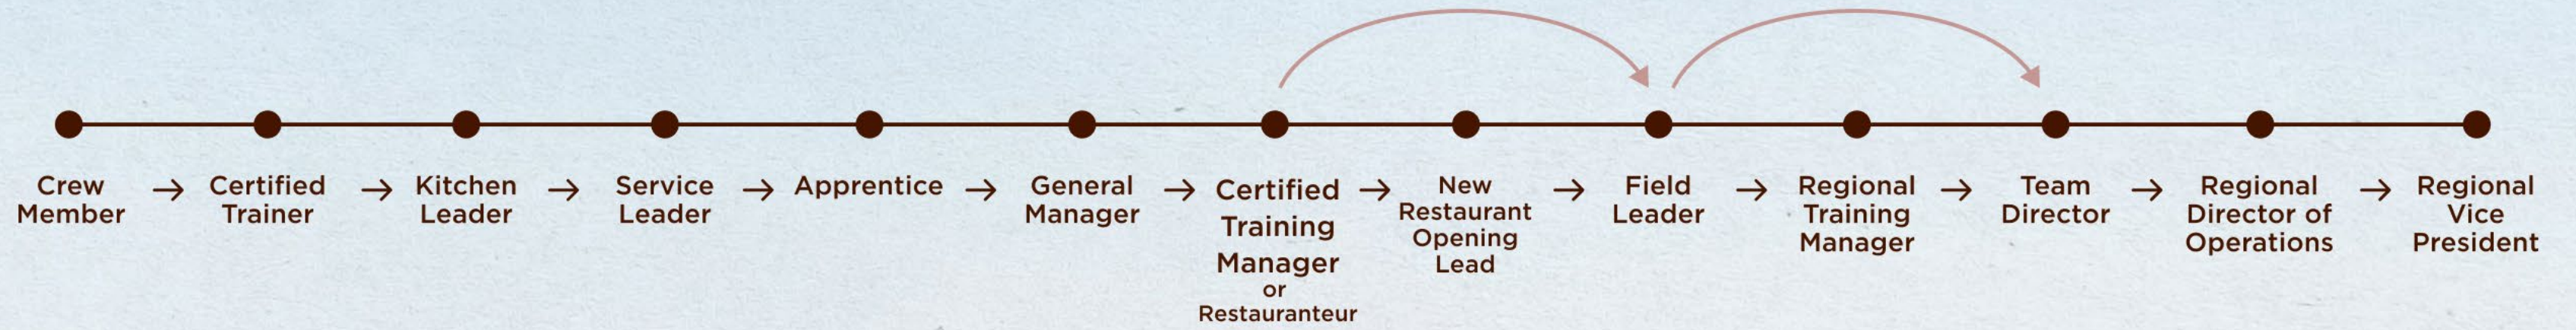 Crew
Member
→
Certified
Trainer
→
Kitchen
Leader
→
Service
Leader
→
Apprentice
→
General
Manager
→
Certified
Training
Manager
or
Restauranteur
→
New
Restaurant
Opening
Lead
→
Field
Leader
→
Regional
Training
Manager
→
Team
Director
→
Regional
Director of
Operations
→
Regional
Vice
President